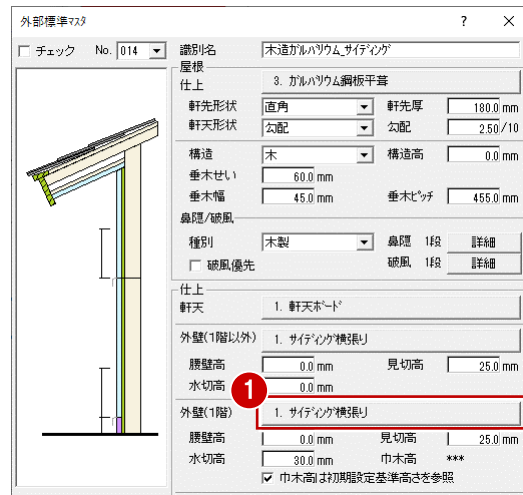 外部標準ﾏｽﾀ ? ×
チェック No. 014 識別名 木造ｶﾞﾙﾊﾞﾘｳﾑ_ｻｲﾃﾞｨﾝｸﾞ
屋根
仕上 3. ｶﾞﾙﾊﾞﾘｳﾑ鋼板平葺
軒先形状 直角 軒先厚 180.0 mm
軒天形状 勾配 勾配 2.50 /10
構造 木 構造高 0.0 mm
垂木せい 60.0 mm
垂木幅 45.0 mm 垂木ﾋﾟｯﾁ 455.0 mm
鼻隠/破風
種別 木製 鼻隠 1段 詳細
破風優先 破風 1段 詳細
仕上
軒天 1. 軒天ﾎﾞｰﾄﾞ
外壁(1階以外) 1. ｻｲﾃﾞｨﾝｸﾞ横張り
腰壁高 0.0 mm 見切高 25.0 mm
水切高 0.0 mm
1
外壁(1階) 1. ｻｲﾃﾞｨﾝｸﾞ横張り
腰壁高 0.0 mm 見切高 25.0 mm
水切高 30.0 mm 巾木高 ***
巾木高は初期設定基準高さを参照